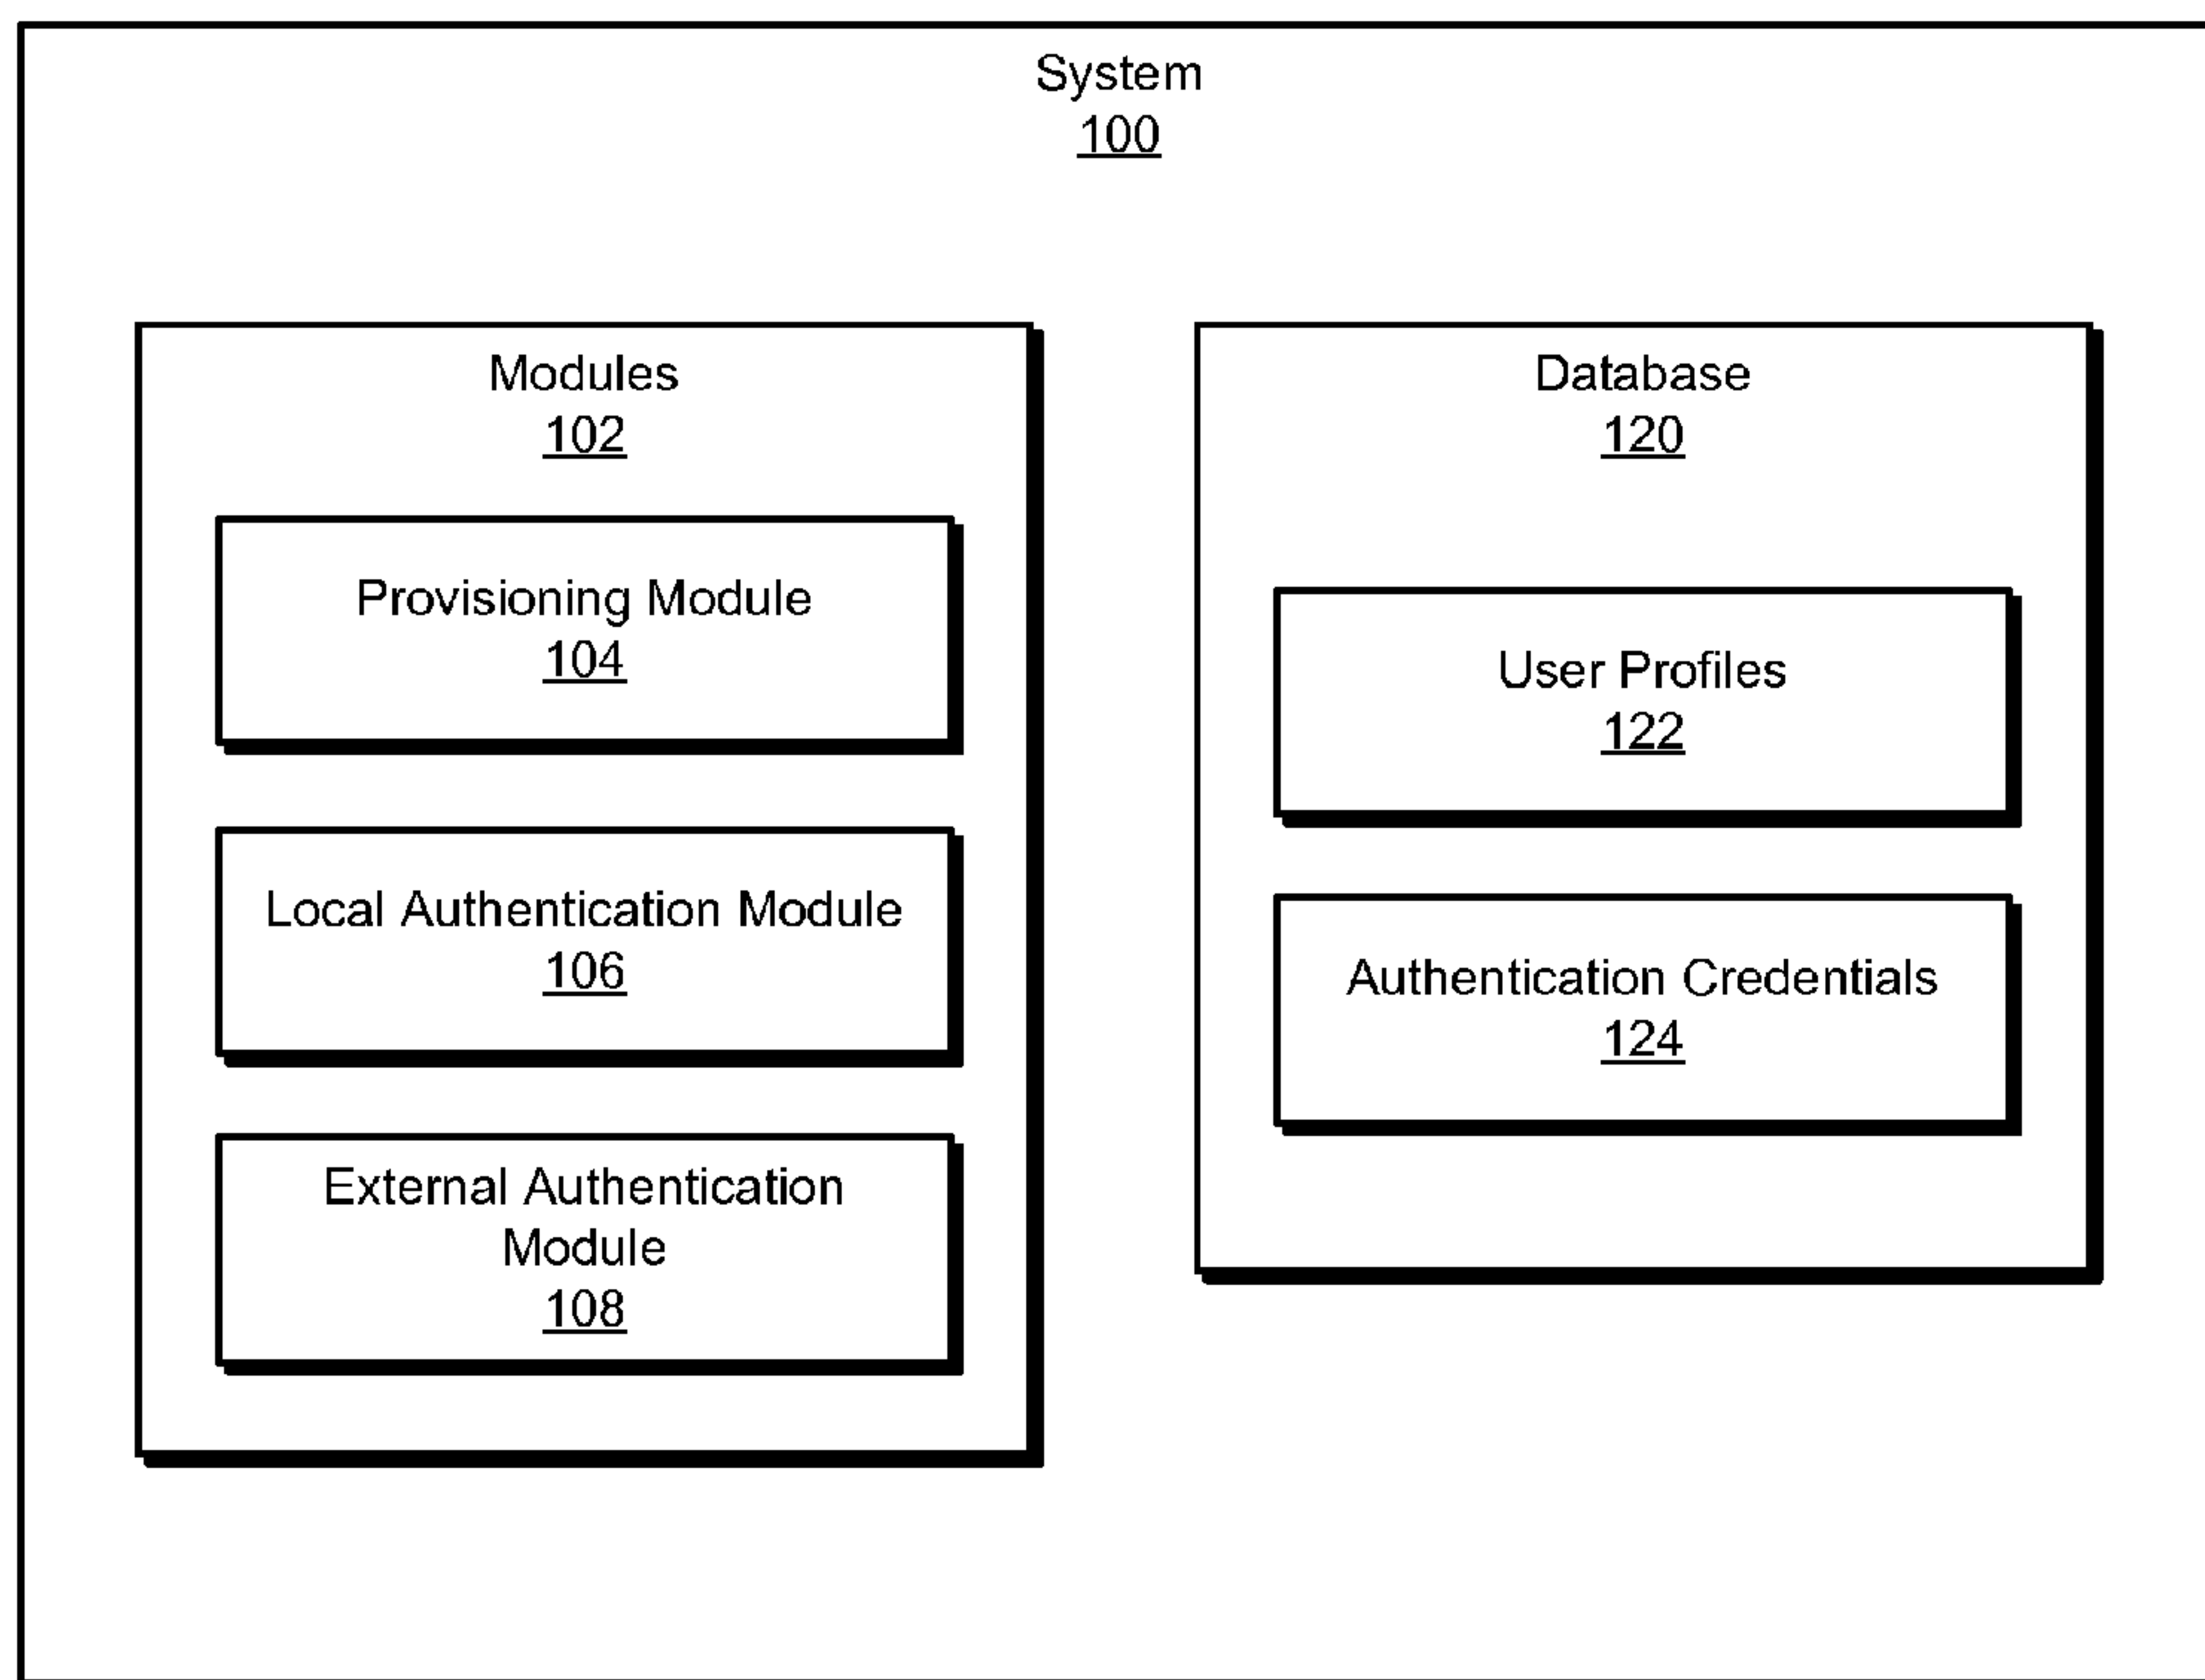 System
100
Modules
102
Provisioning Module
104
Local Authentication Module
106
External Authentication
Module
108
Database
120
User Profiles
122
Authentication Credentials
124